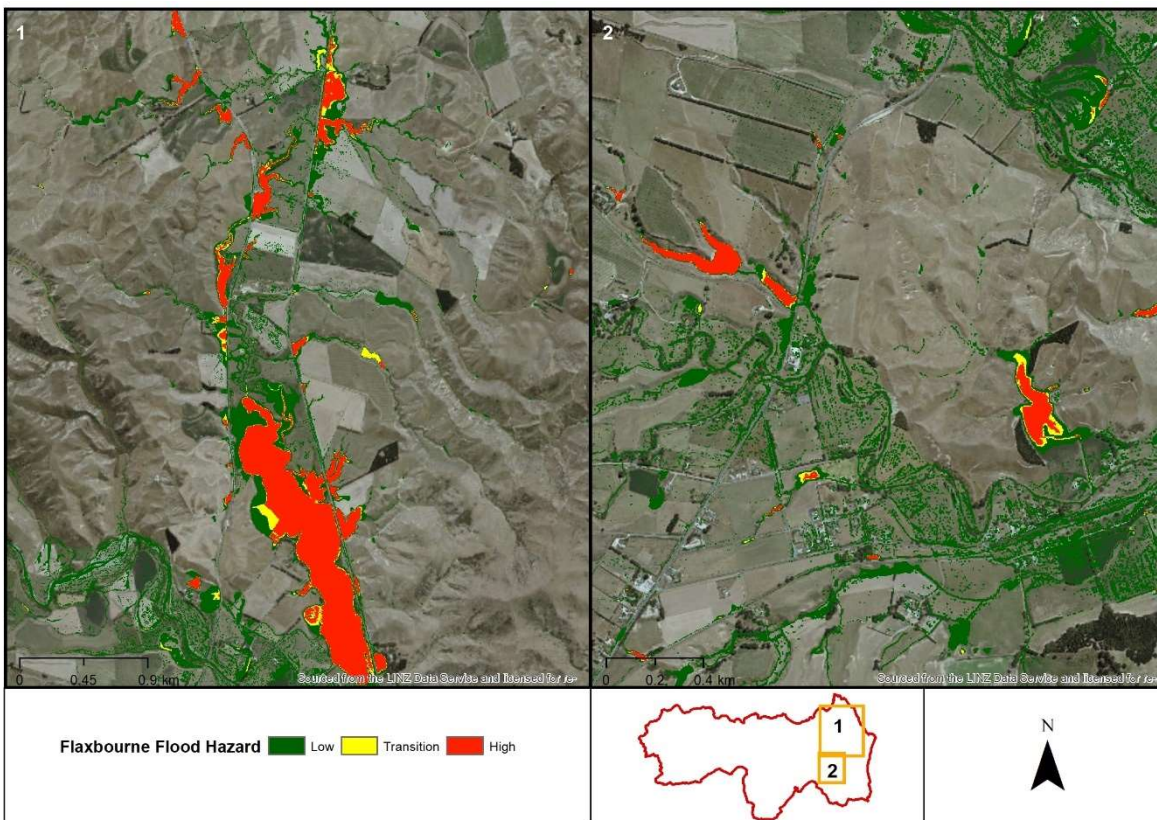 1
2
0 0.45 0.9 km
Sourced from the LINZ Data Service and licensed for re-
0 0.2 0.4 km
Sourced from the LINZ Data Service and licensed for re-
Flaxbourne Flood Hazard Low Transition High
1
2
N